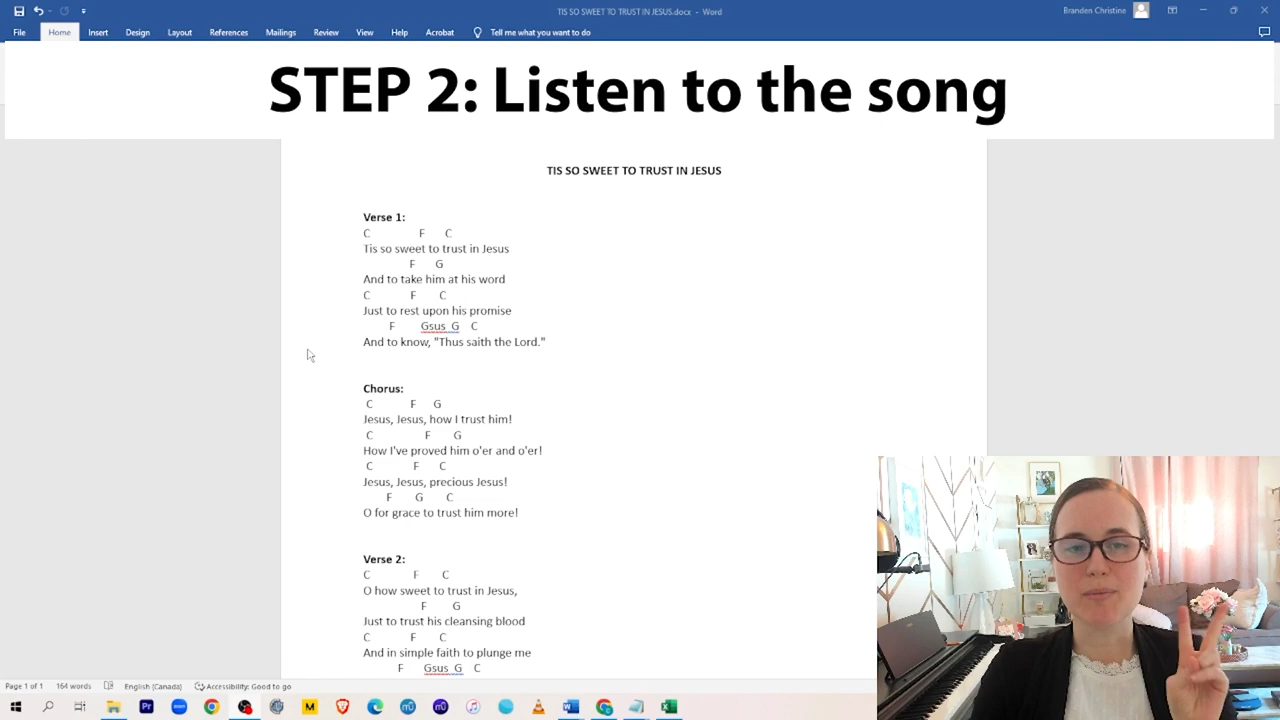 TIS SO SWEET TO TRUST IN JESUS.docx - Word
Branden Christine
File Home Insert Design Layout References Mailings Review View Help Acrobat Tell me what you want to do
STEP 2: Listen to the song
TIS SO SWEET TO TRUST IN JESUS
Verse 1:
C F C
Tis so sweet to trust in Jesus
F G
And to take him at his word
C F C
Just to rest upon his promise
F Gsus G C
And to know, "Thus saith the Lord."
Chorus:
C F G
Jesus, Jesus, how I trust him!
C F G
How I've proved him o'er and o'er!
C F C
Jesus, Jesus, precious Jesus!
F G C
O for grace to trust him more!
Verse 2:
C F C
O how sweet to trust in Jesus,
F G
Just to trust his cleansing blood
C F C
And in simple faith to plunge me
F Gsus G C
Page 1 of 1 164 words English (Canada) Accessibility: Good to go